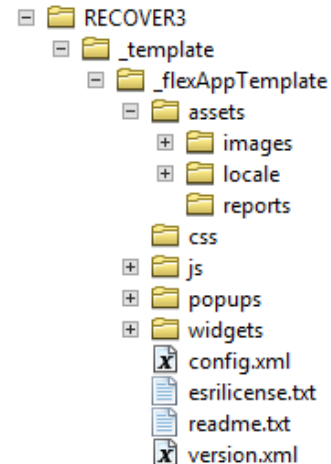 RECOVER3
_template
_flexAppTemplate
assets
images
locale
reports
css
js
popups
widgets
config.xml
esrilicense.txt
readme.txt
version.xml